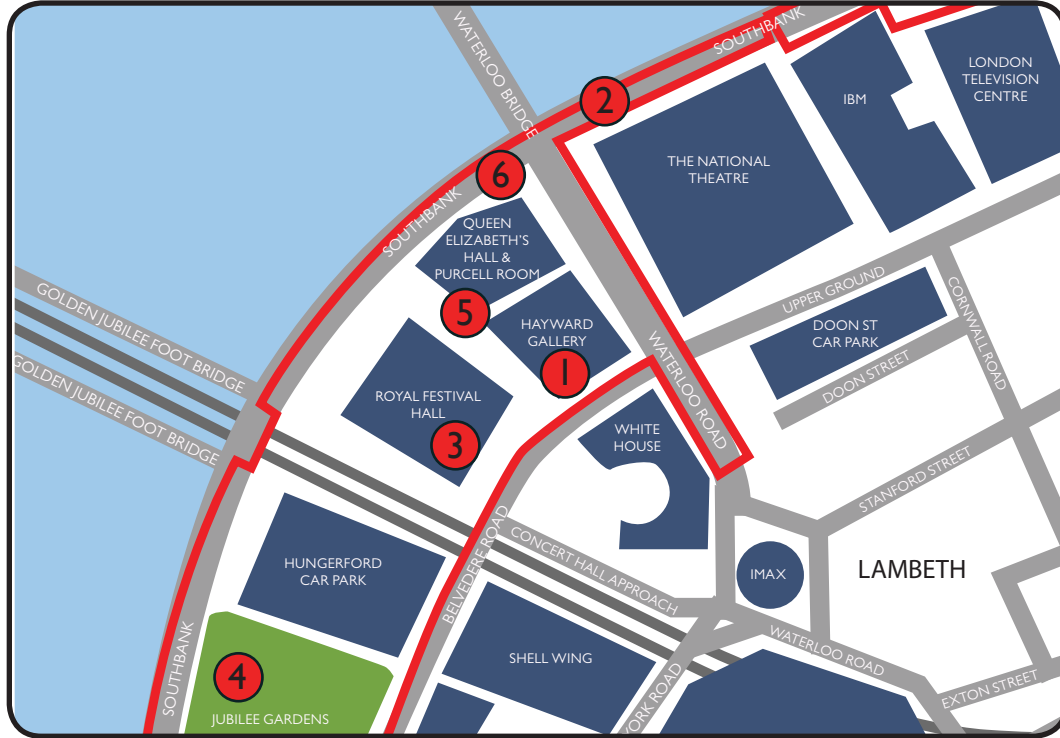 WATERLOO BRIDGE
SOUTHBANK
IBM
LONDON
TELEVISION
CENTRE
2
THE NATIONAL
THEATRE
6
SOUTHBANK
QUEEN
ELIZABETH'S
HALL &
PURCELL ROOM
GOLDEN JUBILEE FOOT BRIDGE
GOLDEN JUBILEE FOOT BRIDGE
5
HAYWARD
GALLERY
1
UPPER GROUND
CORNWALL ROAD
DOON ST
CAR PARK
DOON STREET
WATERLOO ROAD
ROYAL FESTIVAL
HALL
3
WHITE
HOUSE
STANFORD STREET
BELVEDERE ROAD
CONCERT HALL APPROACH
HUNGERFORD
CAR PARK
IMAX
LAMBETH
SOUTHBANK
4
JUBILEE GARDENS
SHELL WING
YORK ROAD
WATERLOO ROAD
EXTON STREET